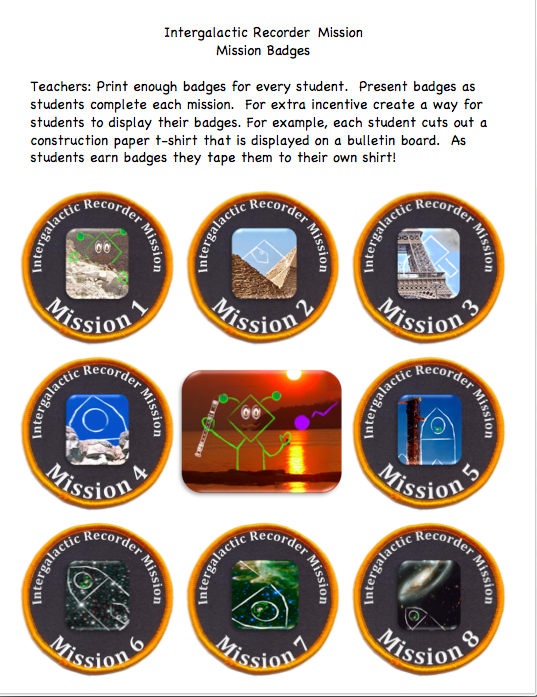 Intergalactic Recorder Mission
Mission Badges
Teachers: Print enough badges for every student. Present badges as
students complete each mission. For extra incentive create a way for
students to display their badges. For example, each student cuts out a
construction paper t-shirt that is displayed on a bulletin board. As
students earn badges they tape them to their own shirt!
Intergalactic Recorder Mission
Mission 1
Intergalactic Recorder Mission
Mission 2
Intergalactic Recorder Mission
Mission 3
Intergalactic Recorder Mission
Mission 4
Intergalactic Recorder Mission
Mission 5
Intergalactic Recorder Mission
Mission 6
Intergalactic Recorder Mission
Mission 7
Intergalactic Recorder Mission
Mission 8